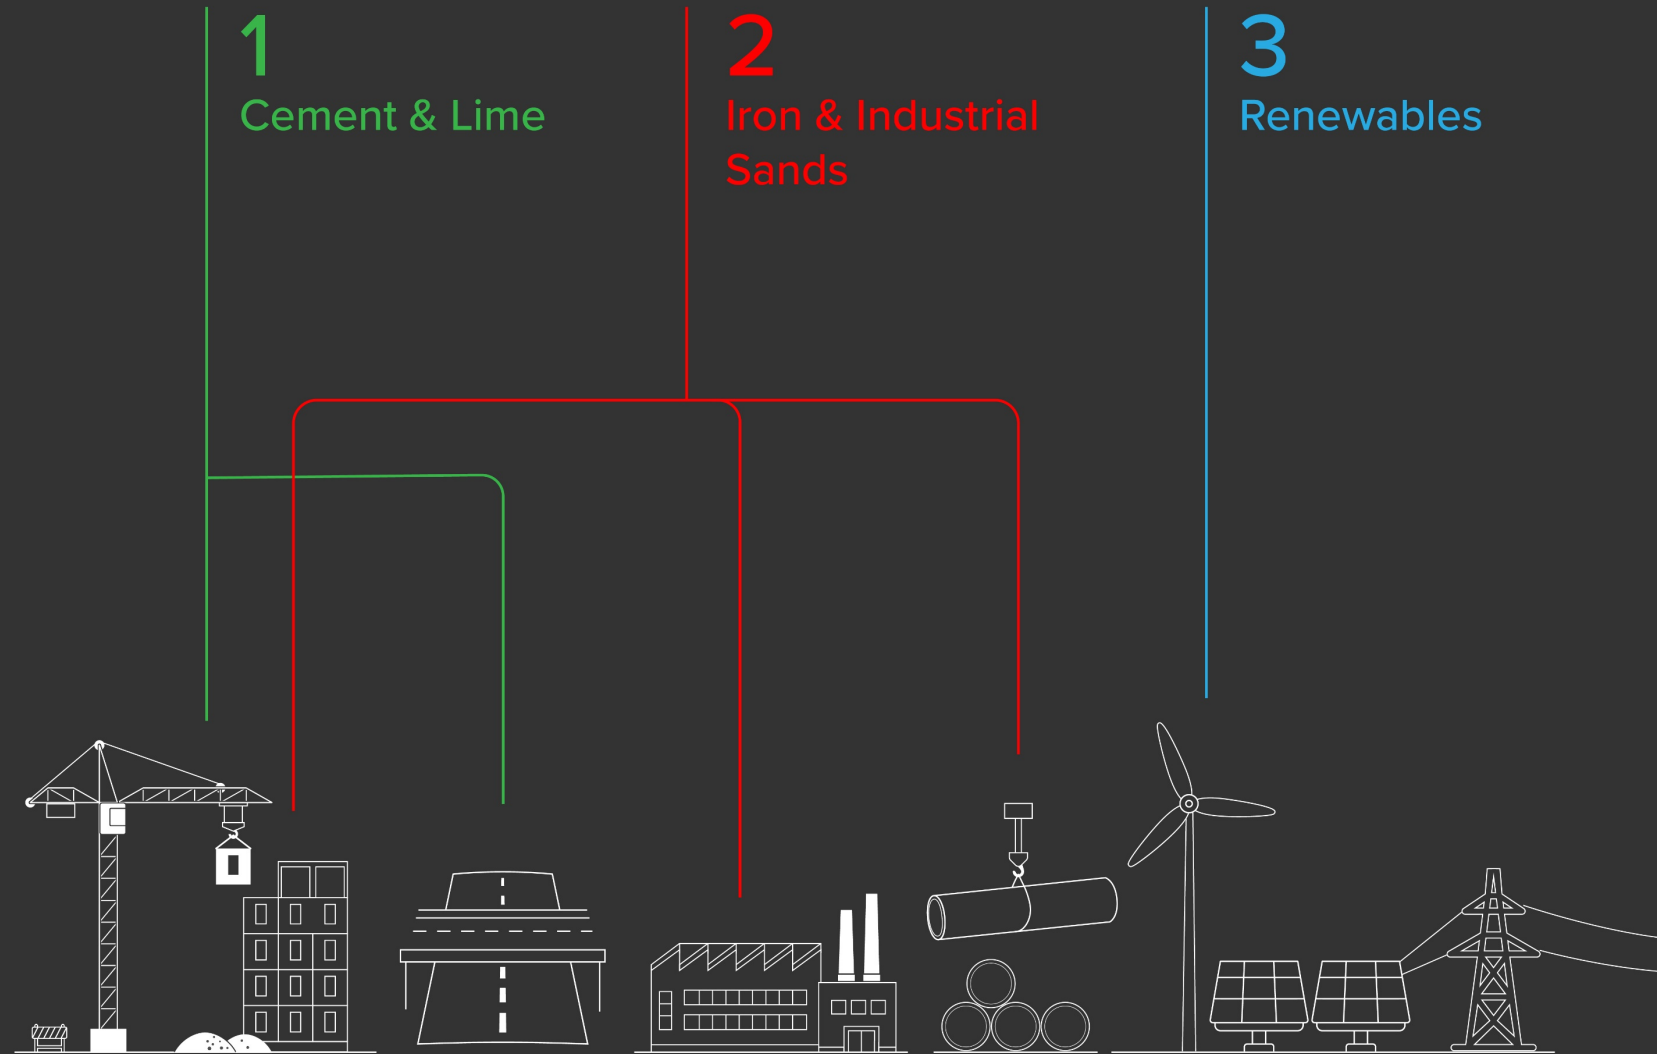 1
Cement & Lime
2
Iron & Industrial
Sands
3
Renewables